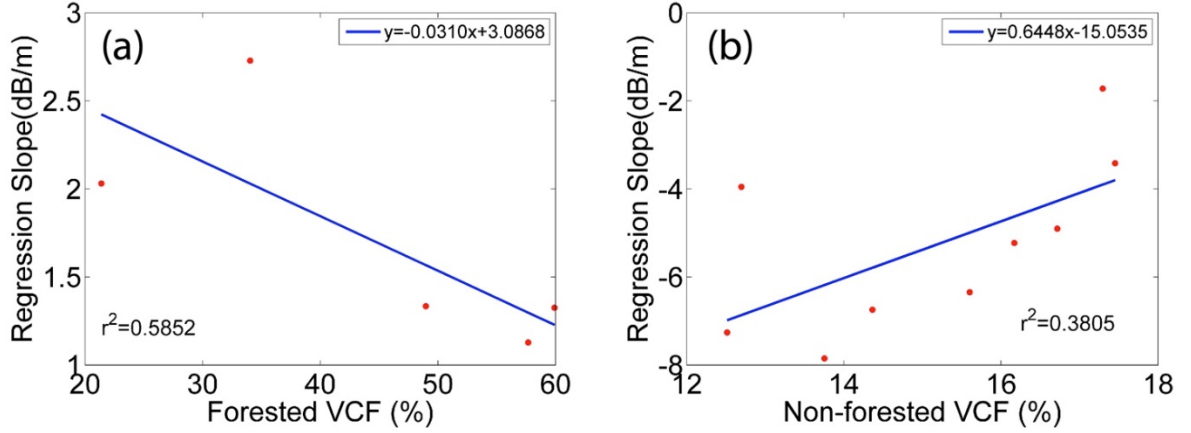 (a)
y=-0.0310x+3.0868
Regression Slope(dB/m)
3
2.5
2
1.5
1
r²=0.5852
20 30 40 50 60
Forested VCF (%)
(b)
y=0.6448x-15.0535
Regression Slope(dB/m)
0
-2
-4
-6
-8
r²=0.3805
12 14 16 18
Non-forested VCF (%)